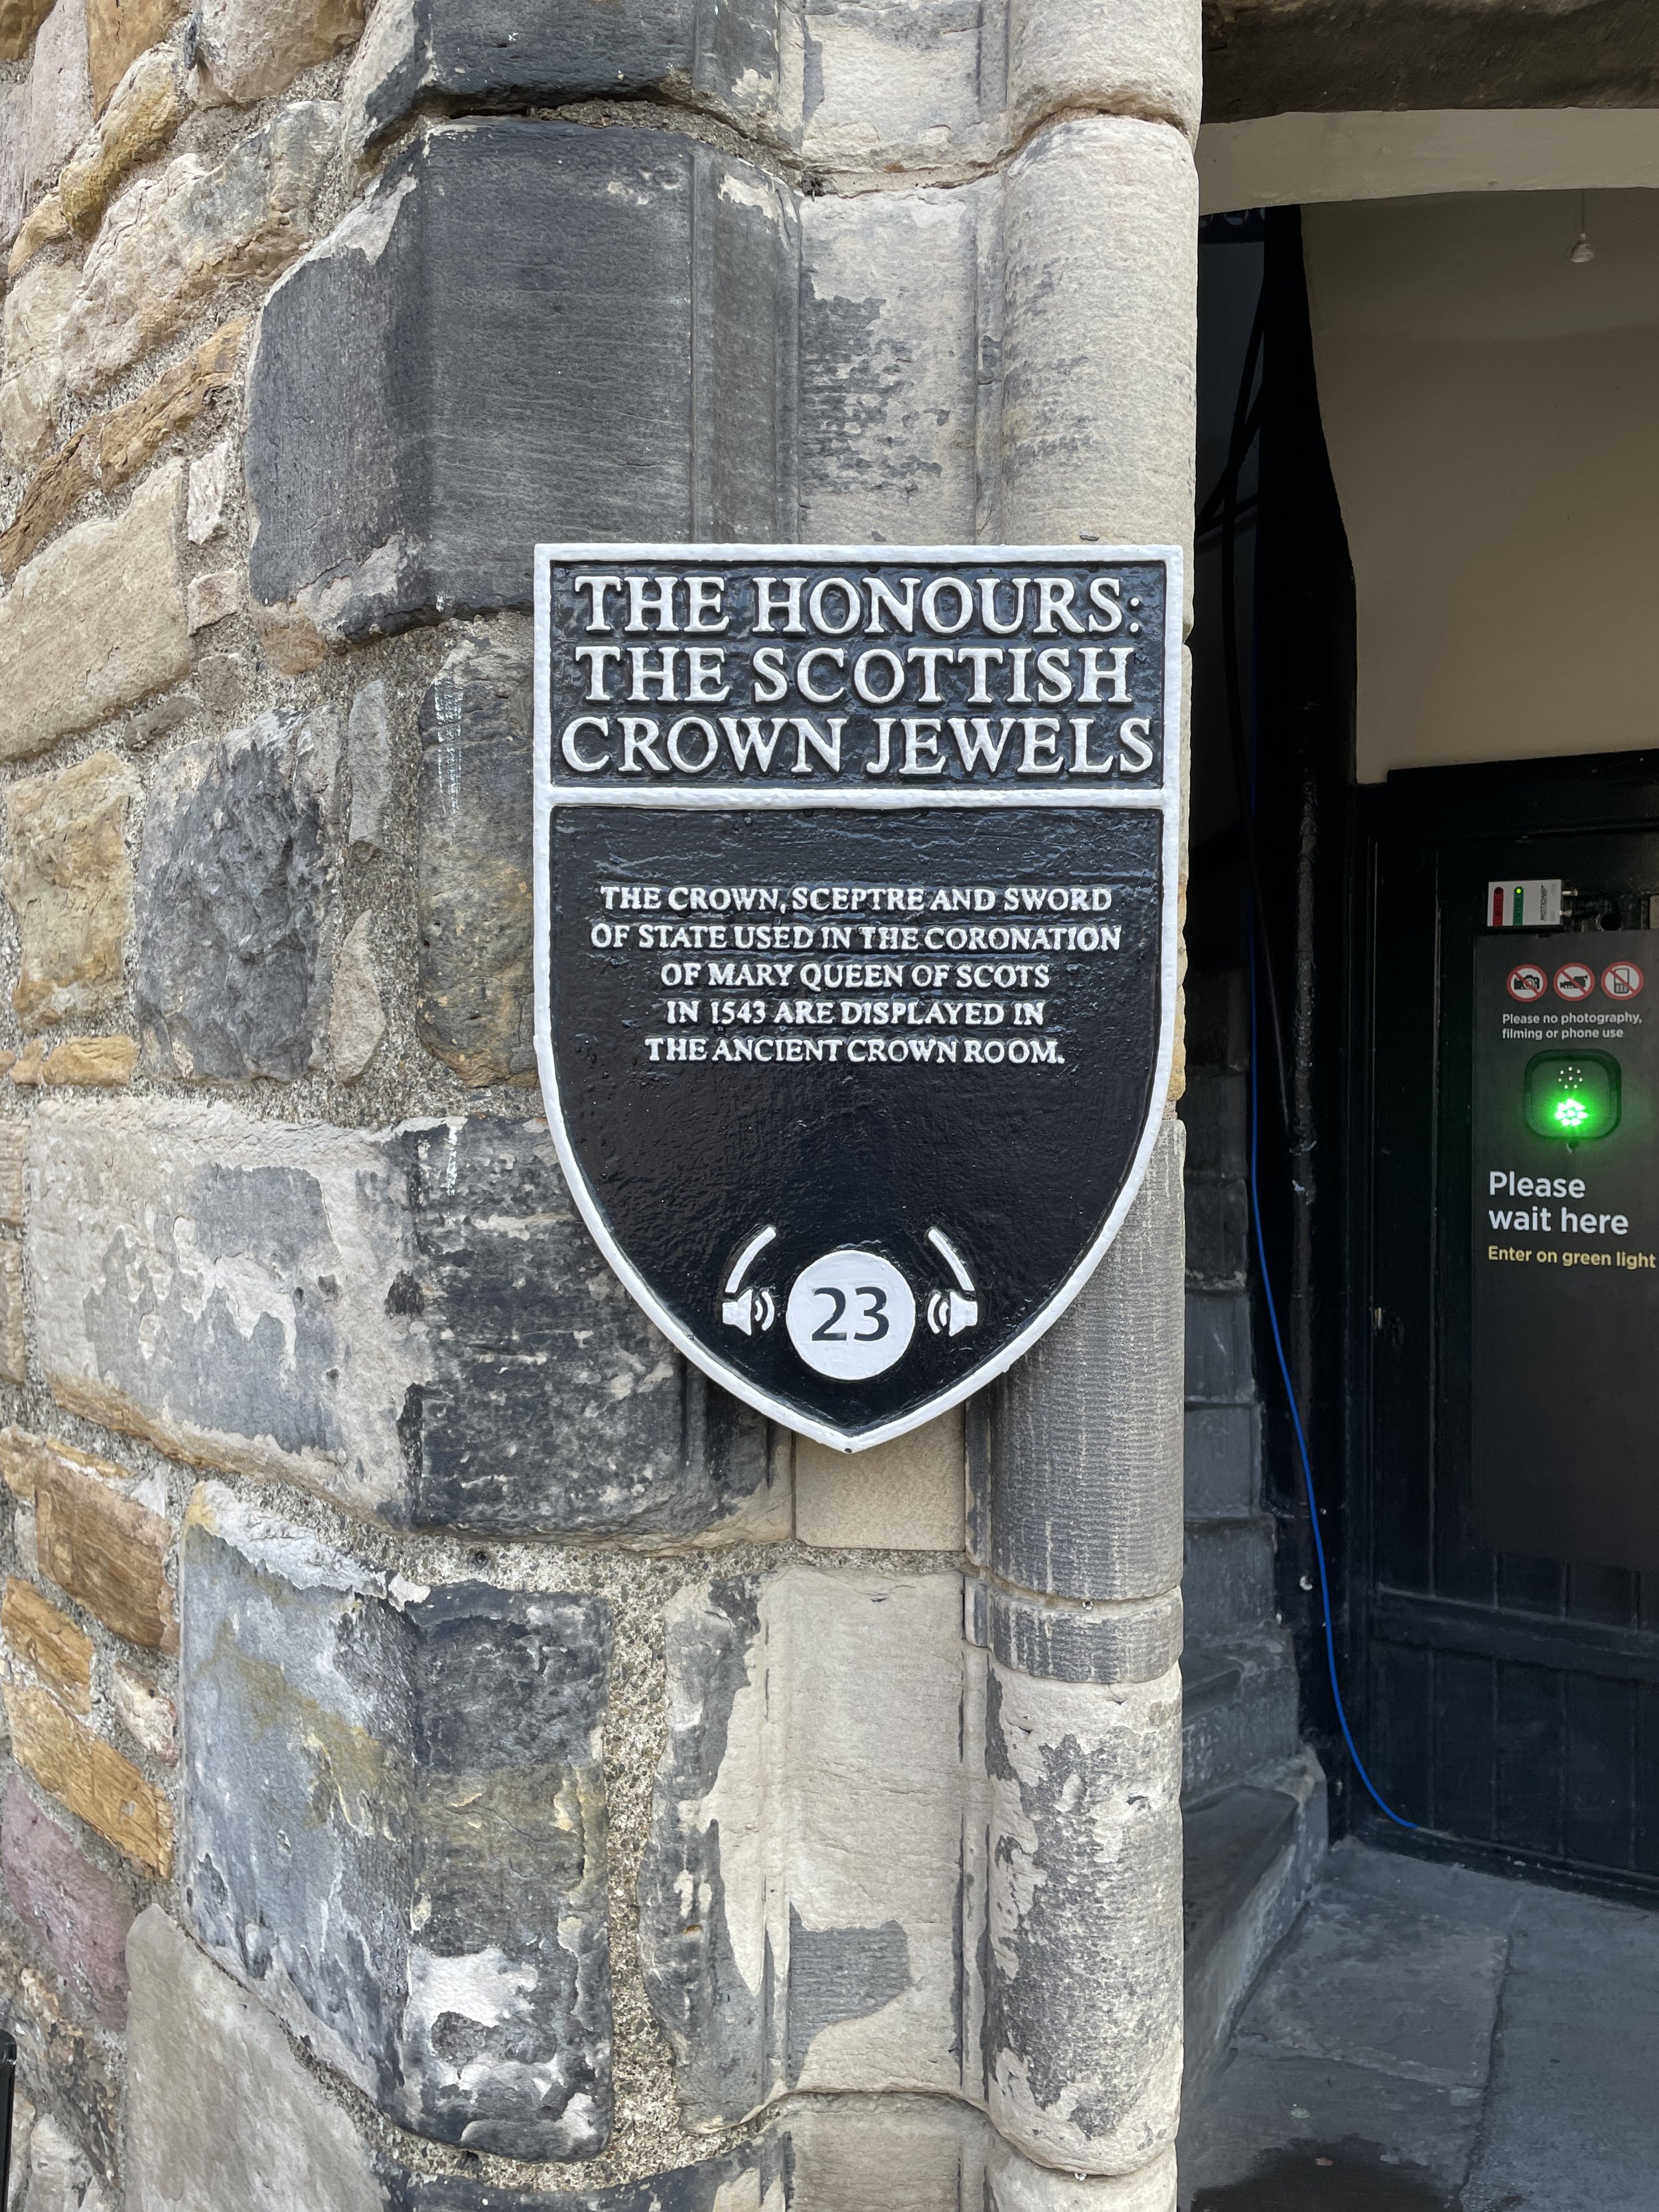 THE HONOURS:
THE SCOTTISH
CROWN JEWELS
THE CROWN, SCEPTRE AND SWORD
OF STATE USED IN THE CORONATION
OF MARY QUEEN OF SCOTS
IN 1543 ARE DISPLAYED IN
THE ANCIENT CROWN ROOM.
23
Please no photography,
filming or phone use
Please
wait here
Enter on green light